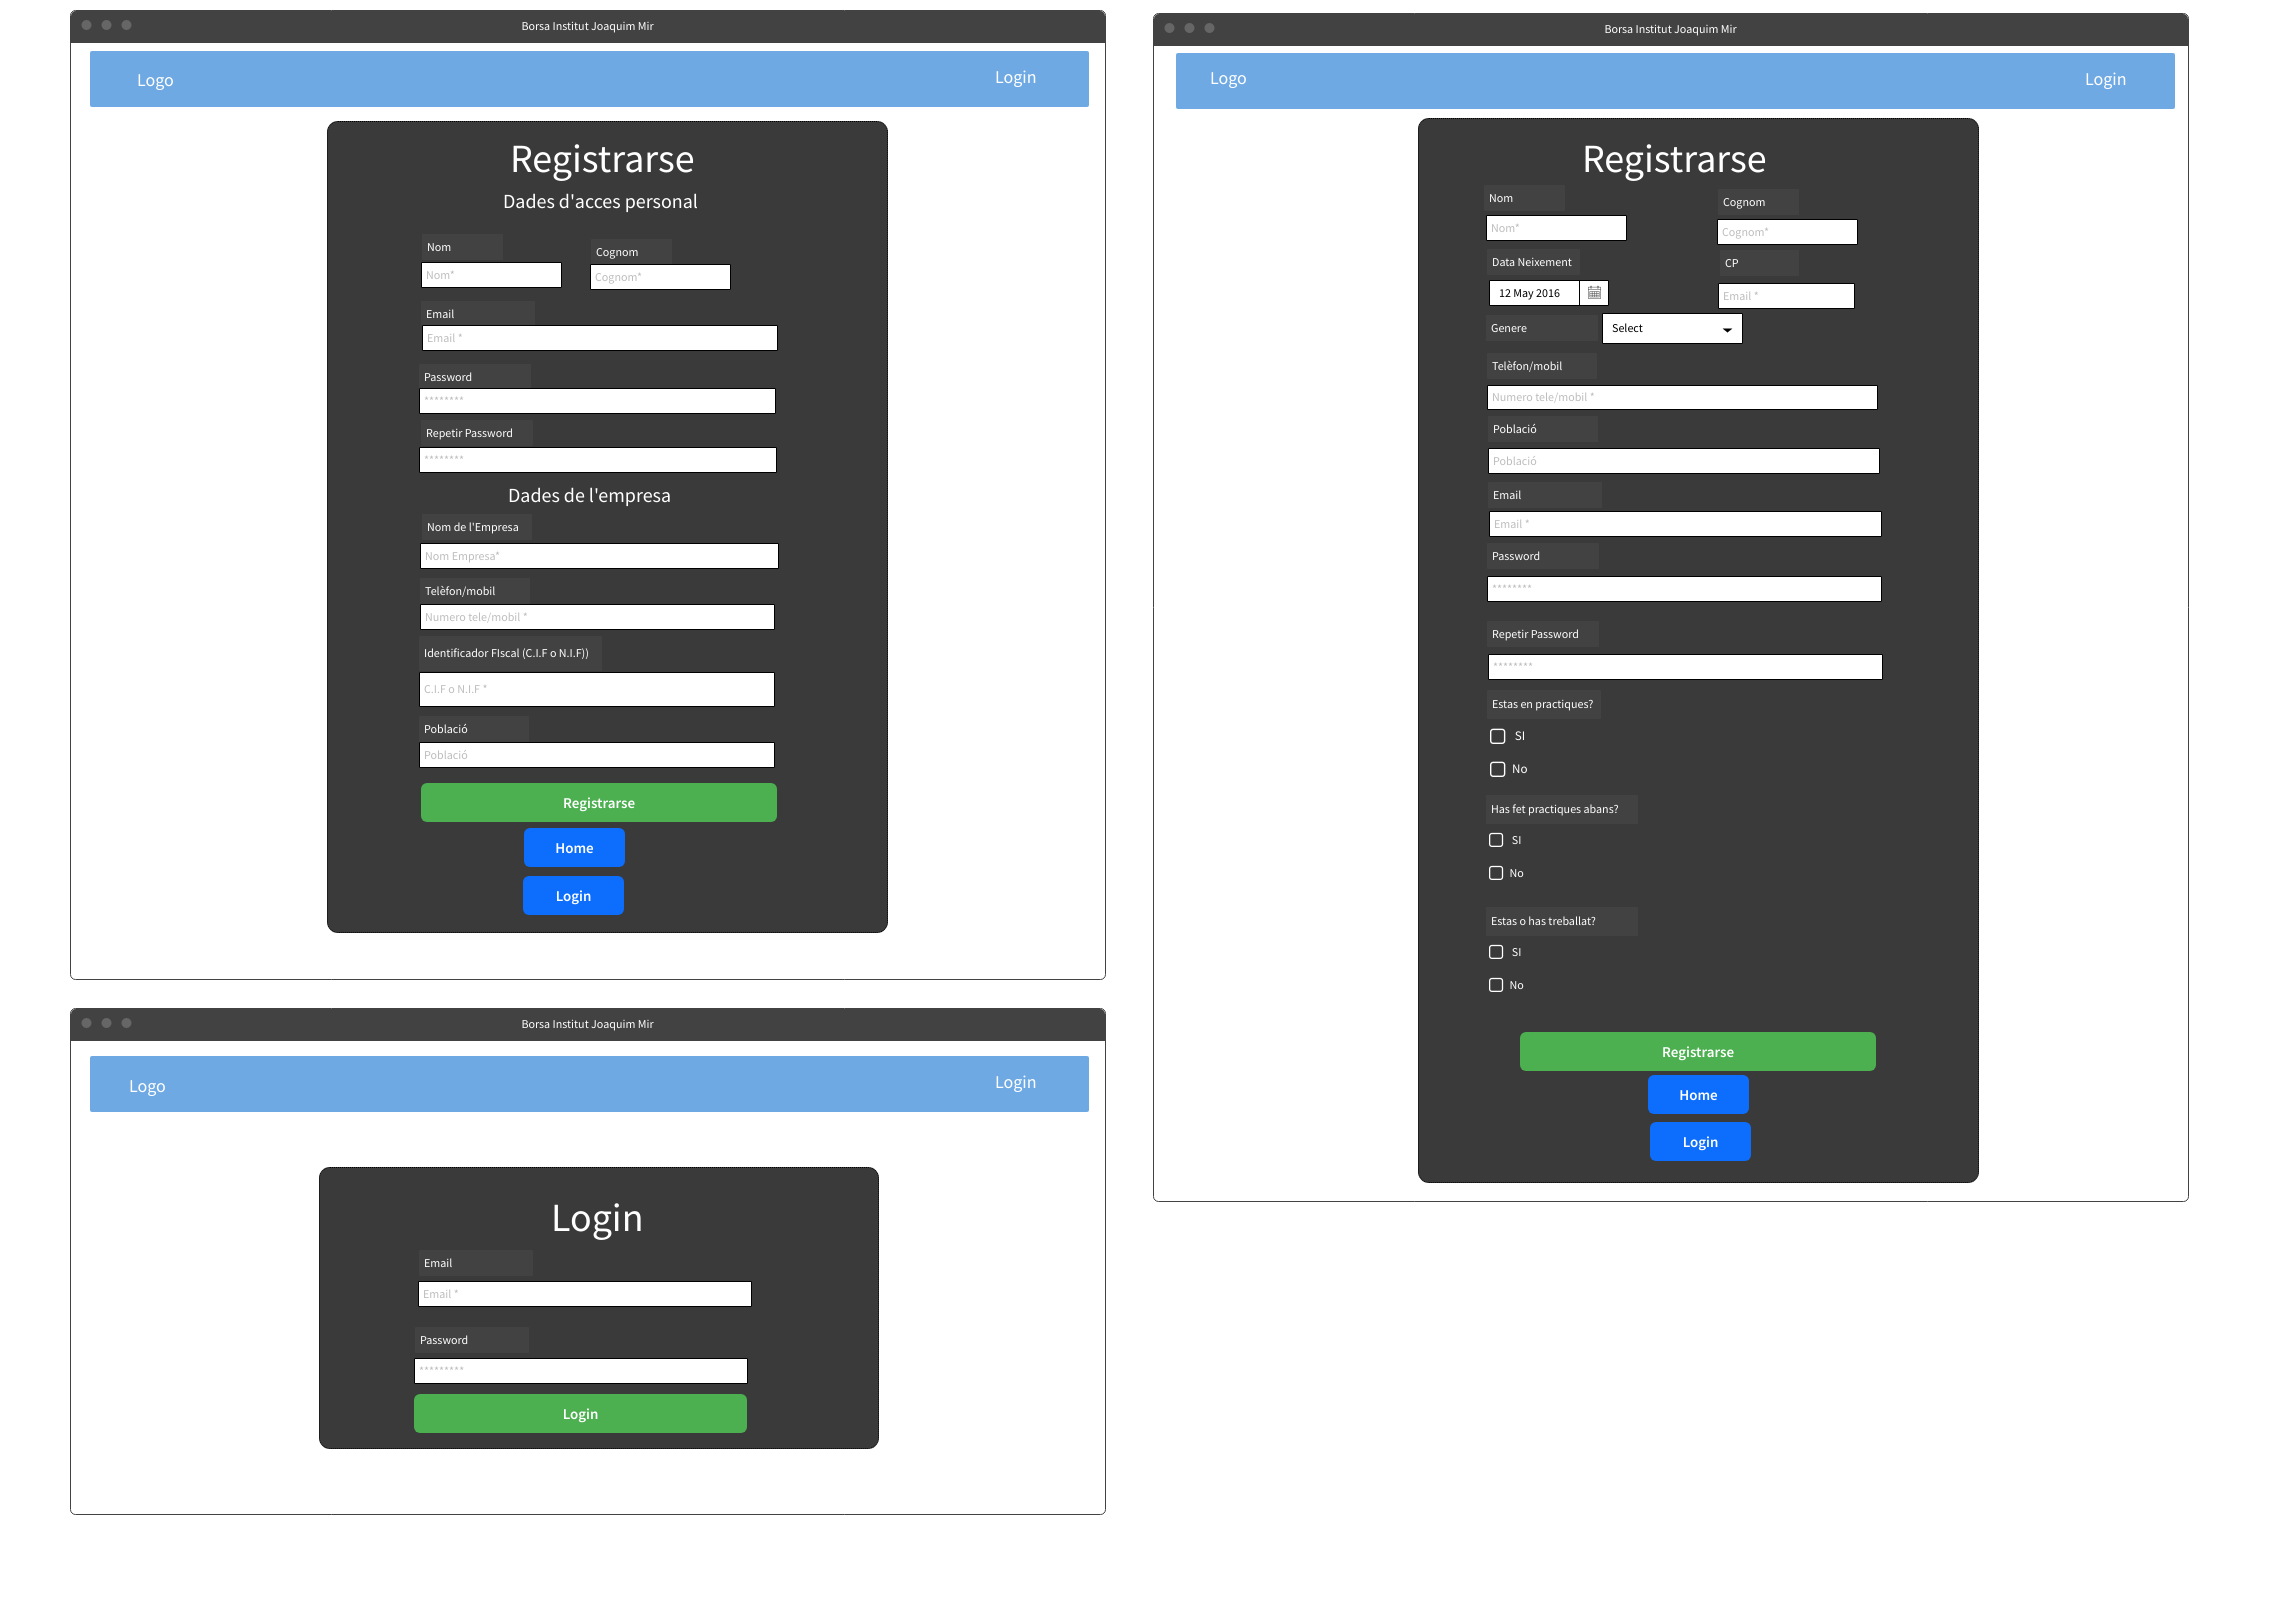 Borsa Institut Joaquim Mir
Logo
Login
Registrarse
Dades d'acces personal
Nom
Cognom
Nom*
Cognom*
Email
Email *
Password
********
Repetir Password
********
Dades de l'empresa
Nom de l'Empresa
Nom Empresa*
Telèfon/mobil
Numero tele/mobil *
Identificador FIscal (C.I.F o N.I.F))
C.I.F o N.I.F *
Població
Població
Registrarse
Home
Login
Borsa Institut Joaquim Mir
Logo
Login
Registrarse
Nom
Cognom
Nom*
Cognom*
Data Neixement
CP
12 May 2016
Email *
Genere
Select
Telèfon/mobil
Numero tele/mobil *
Població
Població
Email
Email *
Password
********
Repetir Password
********
Estas en practiques?
SI
No
Has fet practiques abans?
SI
No
Estas o has treballat?
SI
No
Registrarse
Home
Login
Borsa Institut Joaquim Mir
Logo
Login
Login
Email
Email *
Password
*********
Login